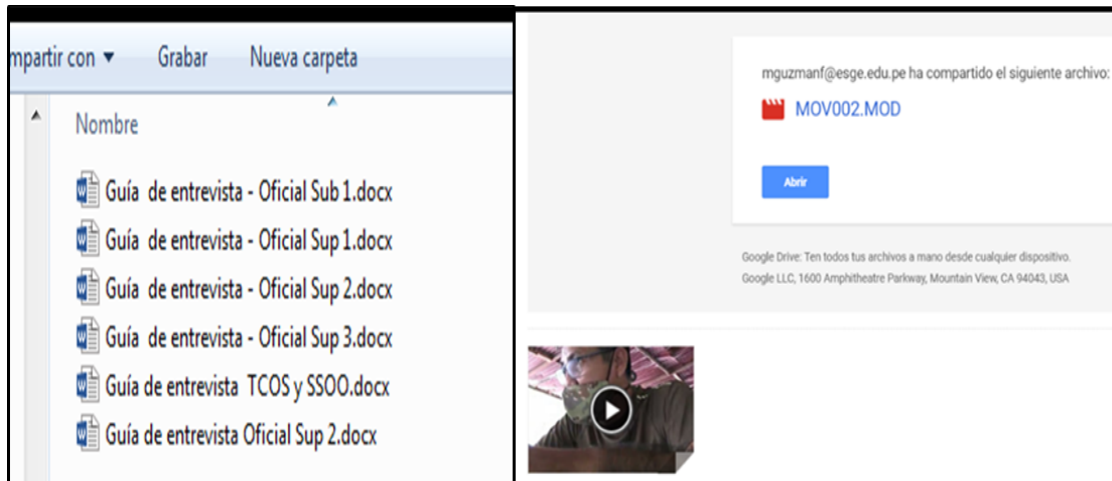 mpartir con
Grabar
Nueva carpeta
Nombre
Guía de entrevista - Oficial Sub 1.docx
Guía de entrevista - Oficial Sup 1.docx
Guía de entrevista - Oficial Sup 2.docx
Guía de entrevista - Oficial Sup 3.docx
Guía de entrevista TCOS y SSOO.docx
Guía de entrevista Oficial Sup 2.docx
mguzmanf@esge.edu.pe ha compartido el siguiente archivo:
MOV002.MOD
Abrir
Google Drive: Ten todos tus archivos a mano desde cualquier dispositivo.
Google LLC, 1600 Amphitheatre Parkway, Mountain View, CA 94043, USA